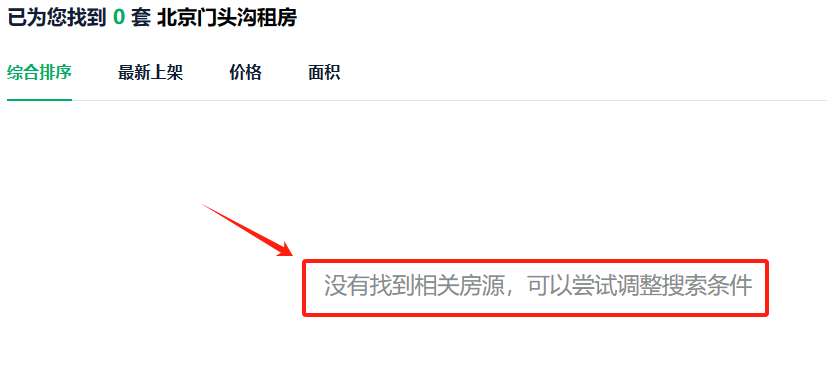 已为您找到 0 套 北京门头沟租房
综合排序 最新上架 价格 面积
没有找到相关房源，可以尝试调整搜索条件